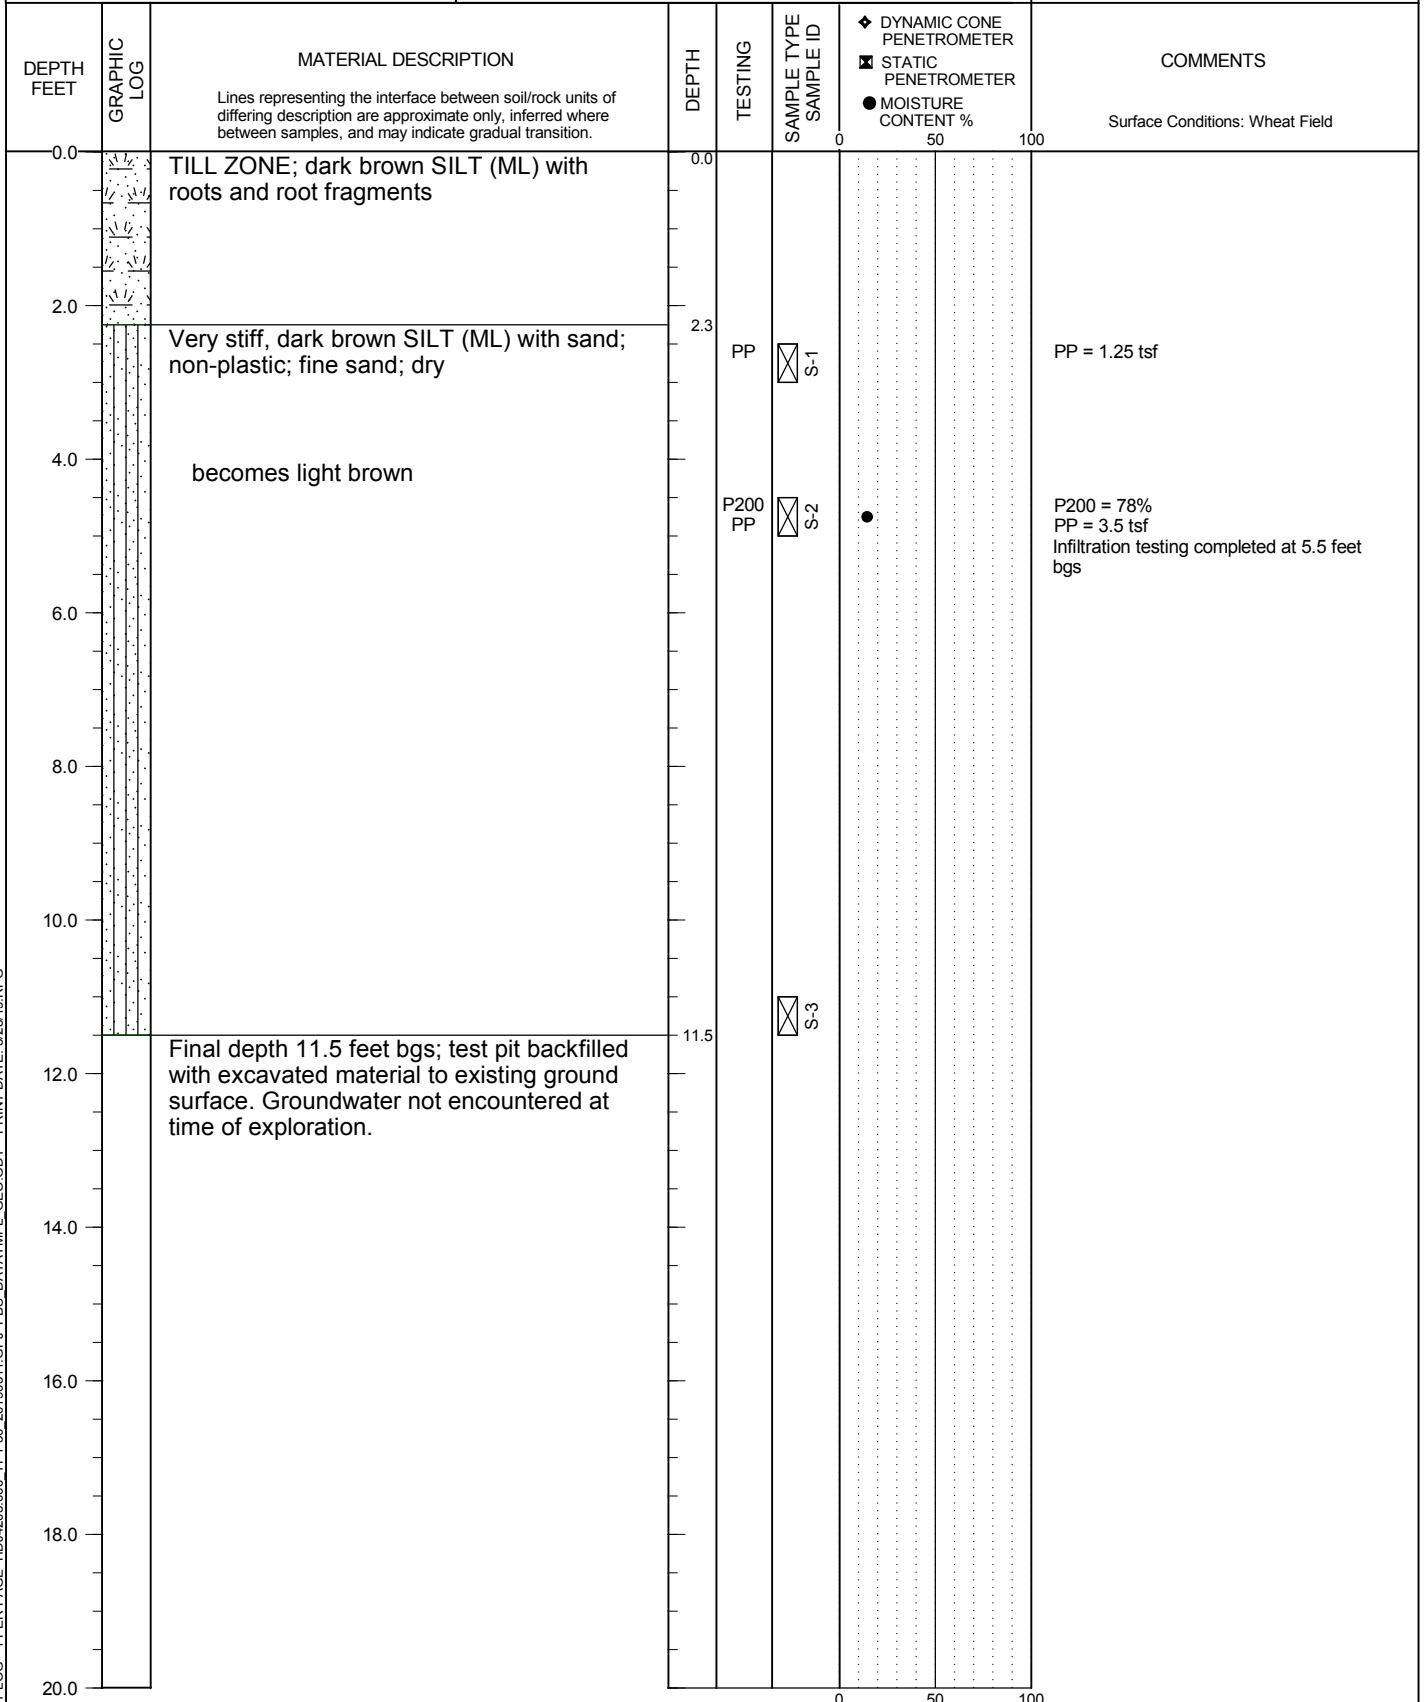 DEPTH
FEET
GRAPHIC
LOG
MATERIAL DESCRIPTION
Lines representing the interface between soil/rock units of
differing description are approximate only, inferred where
between samples, and may indicate gradual transition.
DEPTH
TESTING
SAMPLE TYPE
SAMPLE ID
DYNAMIC CONE
PENETROMETER
STATIC
PENETROMETER
MOISTURE
CONTENT %
0 50 100
COMMENTS
Surface Conditions: Wheat Field
0.0
TILL ZONE; dark brown SILT (ML) with
roots and root fragments
0.0
2.0
Very stiff, dark brown SILT (ML) with sand;
non-plastic; fine sand; dry
2.3
PP
S-1
PP = 1.25 tsf
4.0
becomes light brown
P200
PP
S-2
P200 = 78%
PP = 3.5 tsf
Infiltration testing completed at 5.5 feet
bgs
6.0
8.0
10.0
S-3
11.5
Final depth 11.5 feet bgs; test pit backfilled
with excavated material to existing ground
surface. Groundwater not encountered at
time of exploration.
12.0
14.0
16.0
18.0
20.0
0 50 100